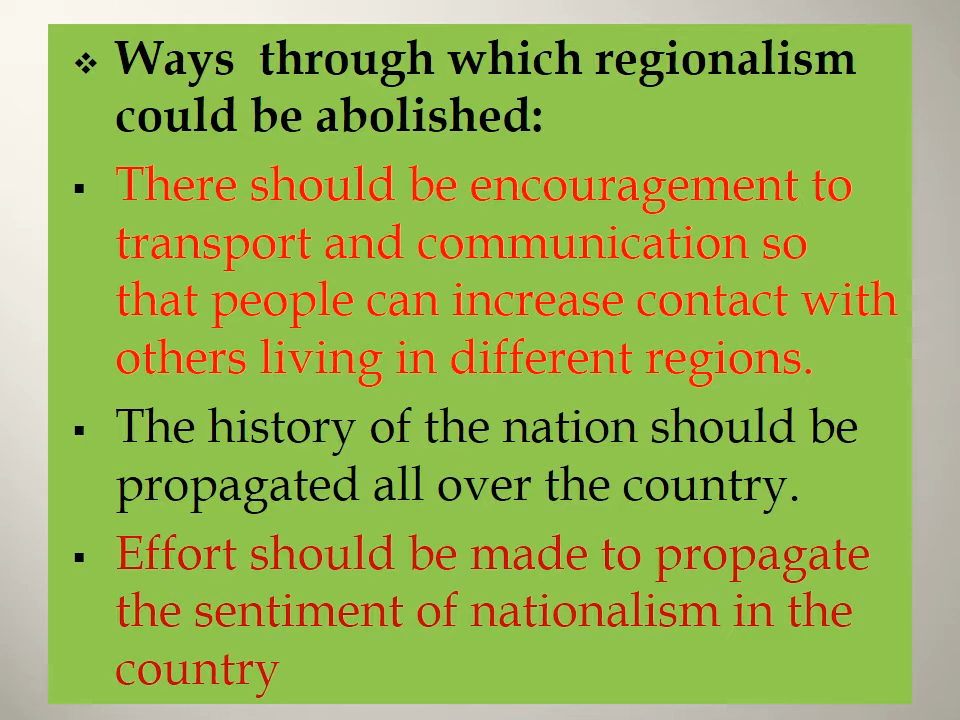 ❖ Ways  through which regionalism
could be abolished:
▪ There should be encouragement to
transport and communication so
that people can increase contact with
others living in different regions.
▪ The history of the nation should be
propagated all over the country.
▪ Effort should be made to propagate
the sentiment of nationalism in the
country